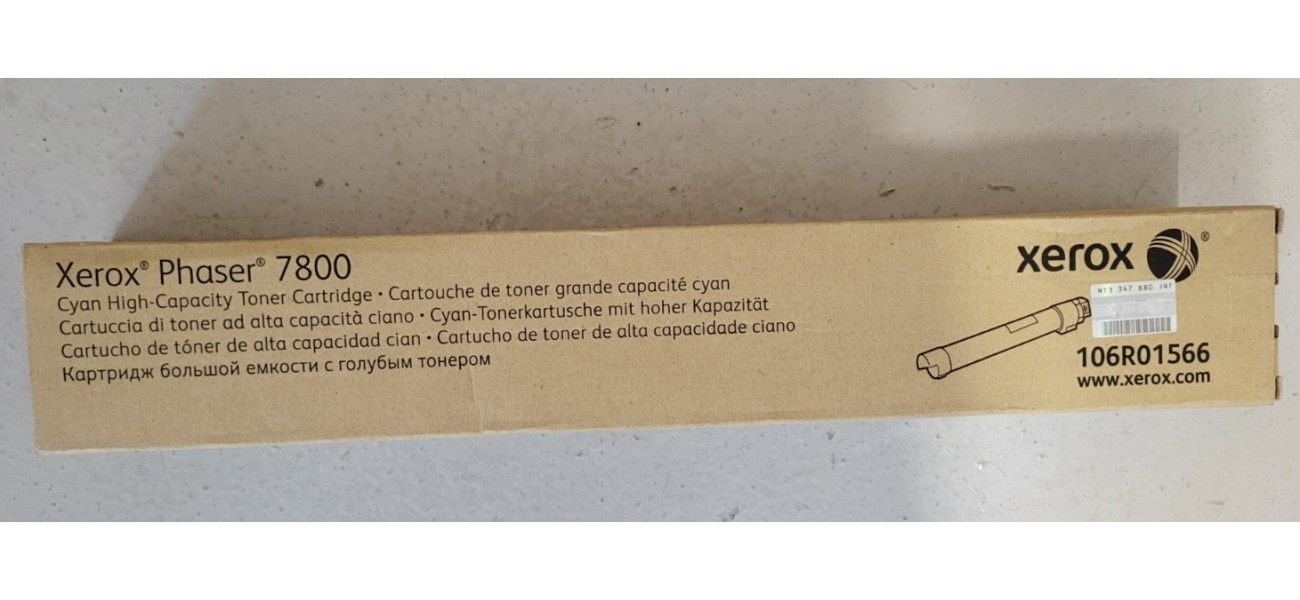 Xerox® Phaser® 7800
Cyan High-Capacity Toner Cartridge • Cartouche de toner grande capacité cyan
Cartuccia di toner ad alta capacità ciano • Cyan-Tonerkartusche mit hoher Kapazität
Cartucho de tóner de alta capacidad cian • Cartucho de toner de alta capacidade ciano
Картридж большой емкости с голубым тонером
xerox ®
347 880
106R01566
www.xerox.com